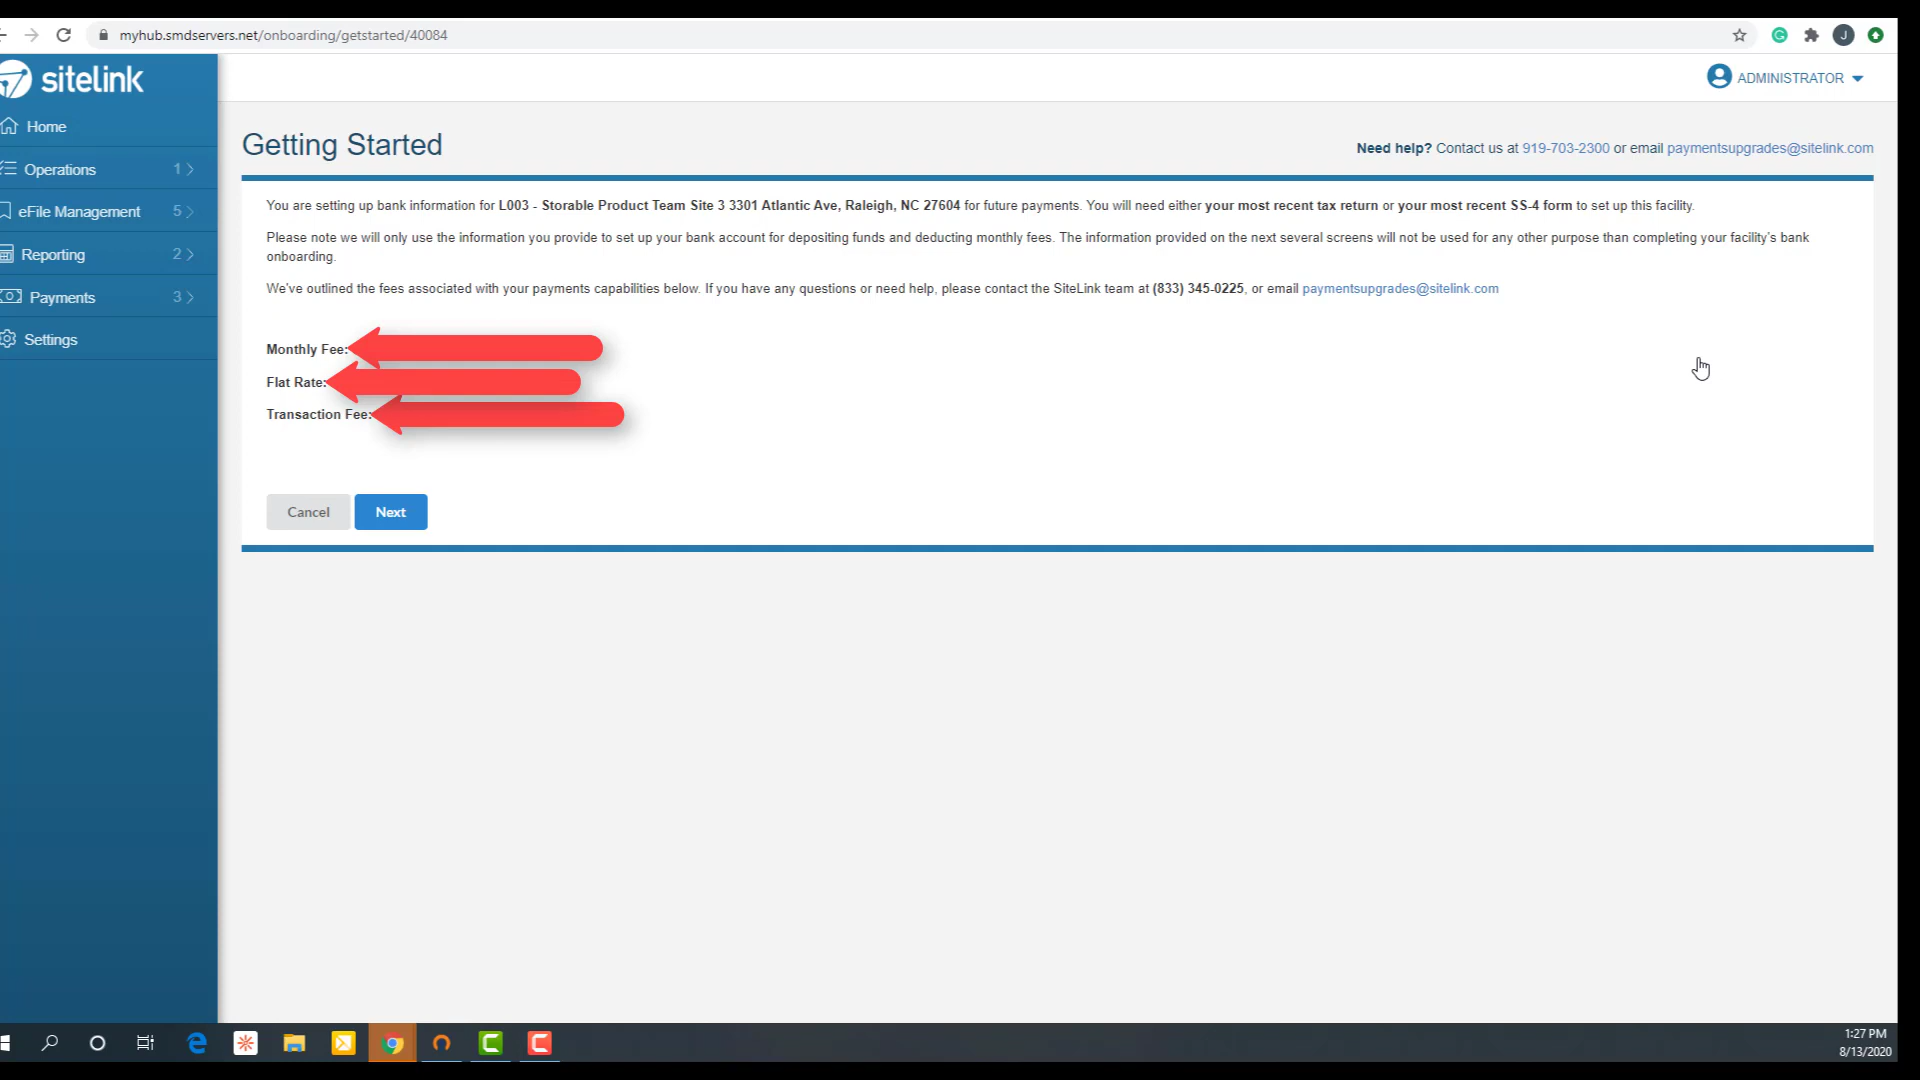 myhub.smdservers.net/onboarding/getstarted/40084
J
sitelink
ADMINISTRATOR
Home
Operations 1
eFile Management 5
Reporting 2
Payments 3
Settings
Getting Started
Need help? Contact us at 919-703-2300 or email paymentsupgrades@sitelink.com
You are setting up bank information for L003 - Storable Product Team Site 3 3301 Atlantic Ave, Raleigh, NC 27604 for future payments. You will need either your most recent tax return or your most recent SS-4 form to set up this facility.
Please note we will only use the information you provide to set up your bank account for depositing funds and deducting monthly fees. The information provided on the next several screens will not be used for any other purpose than completing your facility's bank
onboarding.
We've outlined the fees associated with your payments capabilities below. If you have any questions or need help, please contact the SiteLink team at (833) 345-0225, or email paymentsupgrades@sitelink.com
Monthly Fee:
Flat Rate:
Transaction Fee:
Cancel Next
1:27 PM
8/13/2020